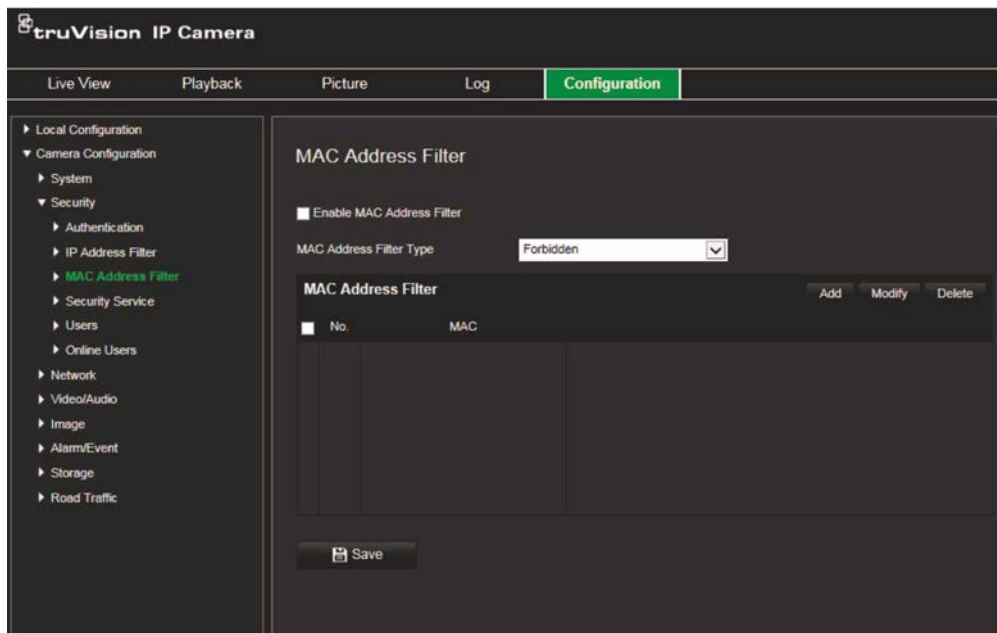 truVision IP Camera
Live View Playback Picture Log Configuration
Local Configuration
Camera Configuration
System
Security
Authentication
IP Address Filter
MAC Address Filter
Security Service
Users
Online Users
Network
Video/Audio
Image
Alarm/Event
Storage
Road Traffic
MAC Address Filter
Enable MAC Address Filter
MAC Address Filter Type Forbidden
MAC Address Filter Add Modify Delete
No. MAC
Save